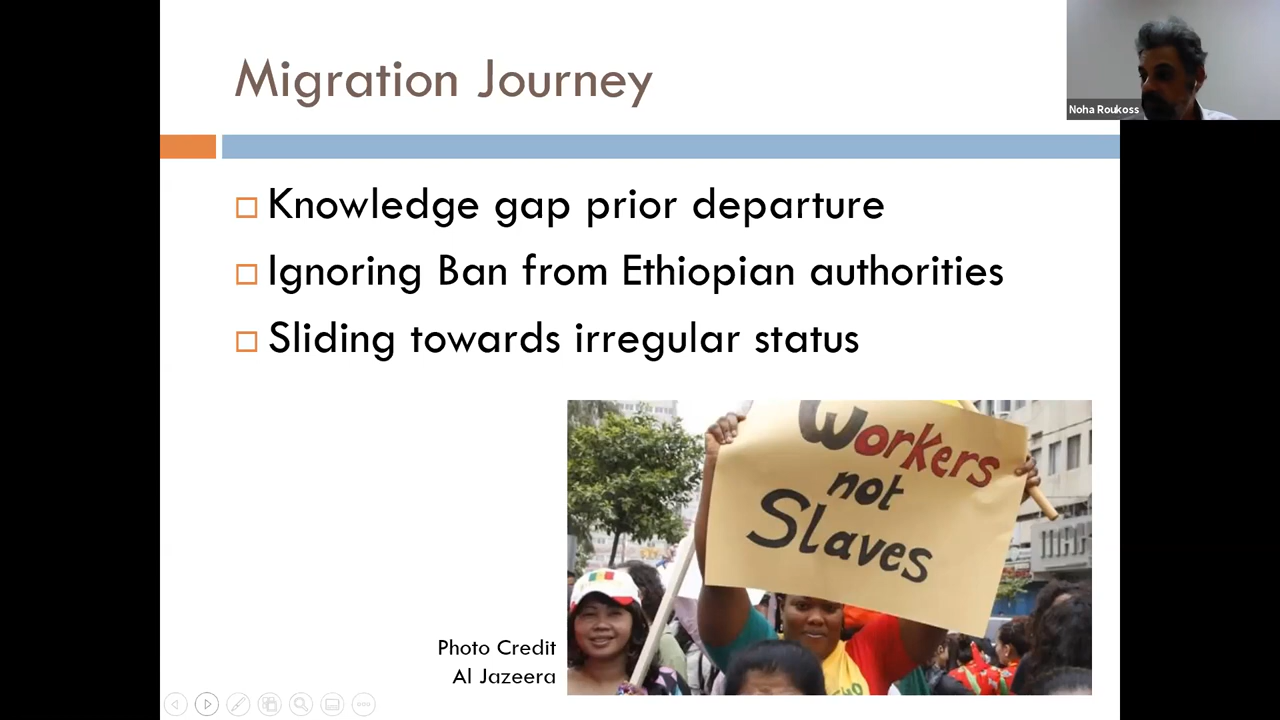 Migration Journey
Noha Roukoss
Knowledge gap prior departure
Ignoring Ban from Ethiopian authorities
Sliding towards irregular status
Workers
not
Slaves
Photo Credit
Al Jazeera